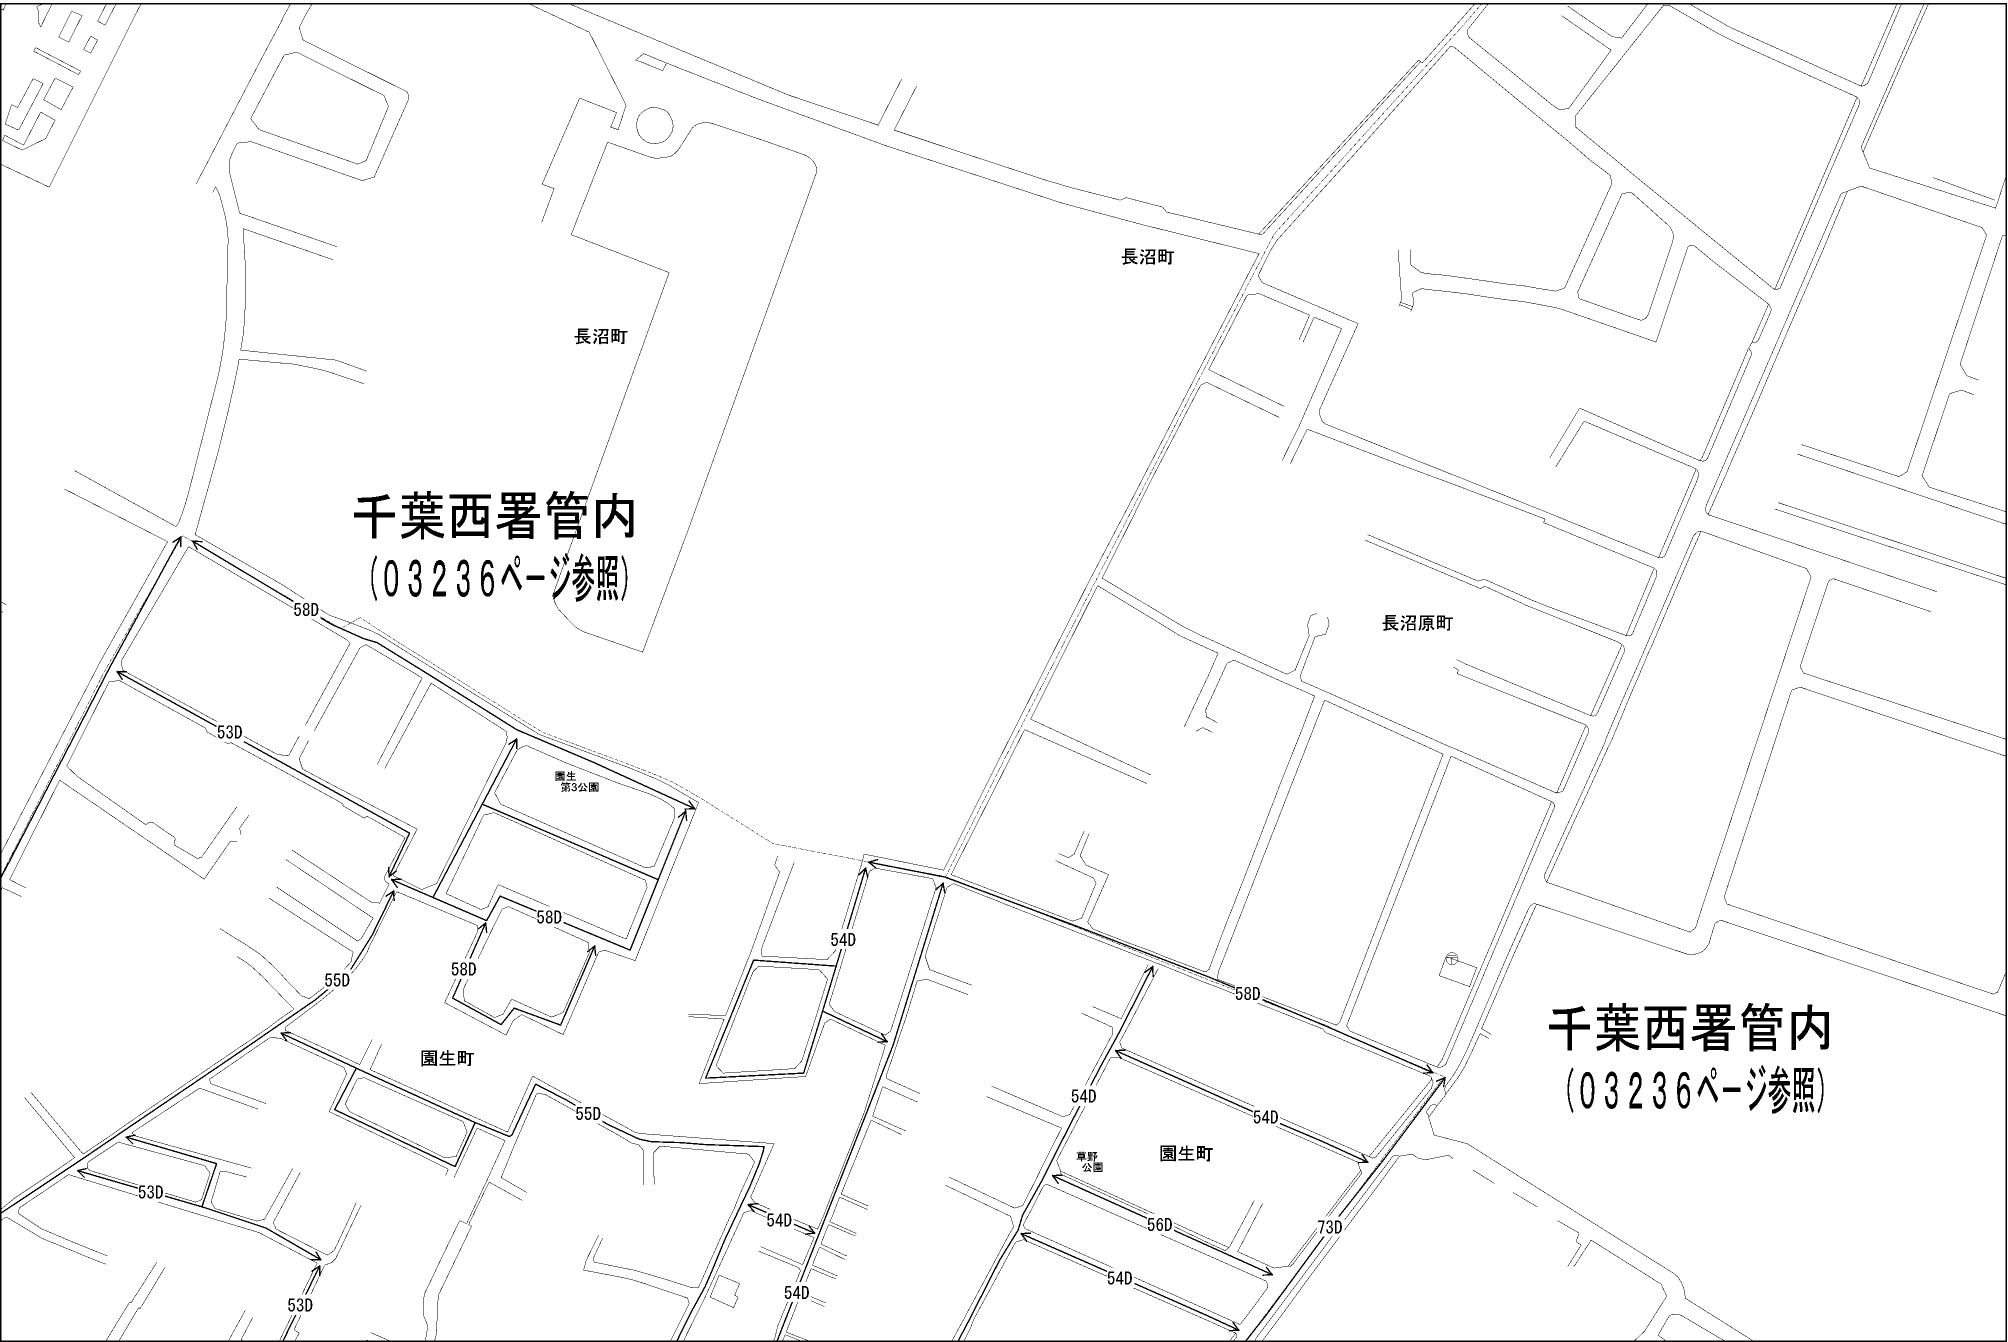 長沼町
長沼町
千葉西署管内
(03236ページ参照)
58D
長沼原町
53D
園生
第3公園
58D
54D
58D
55D
58D
千葉西署管内
(03236ページ参照)
園生町
54D
55D
54D
草野
公園
園生町
53D
54D
56D
73D
54D
54D
53D